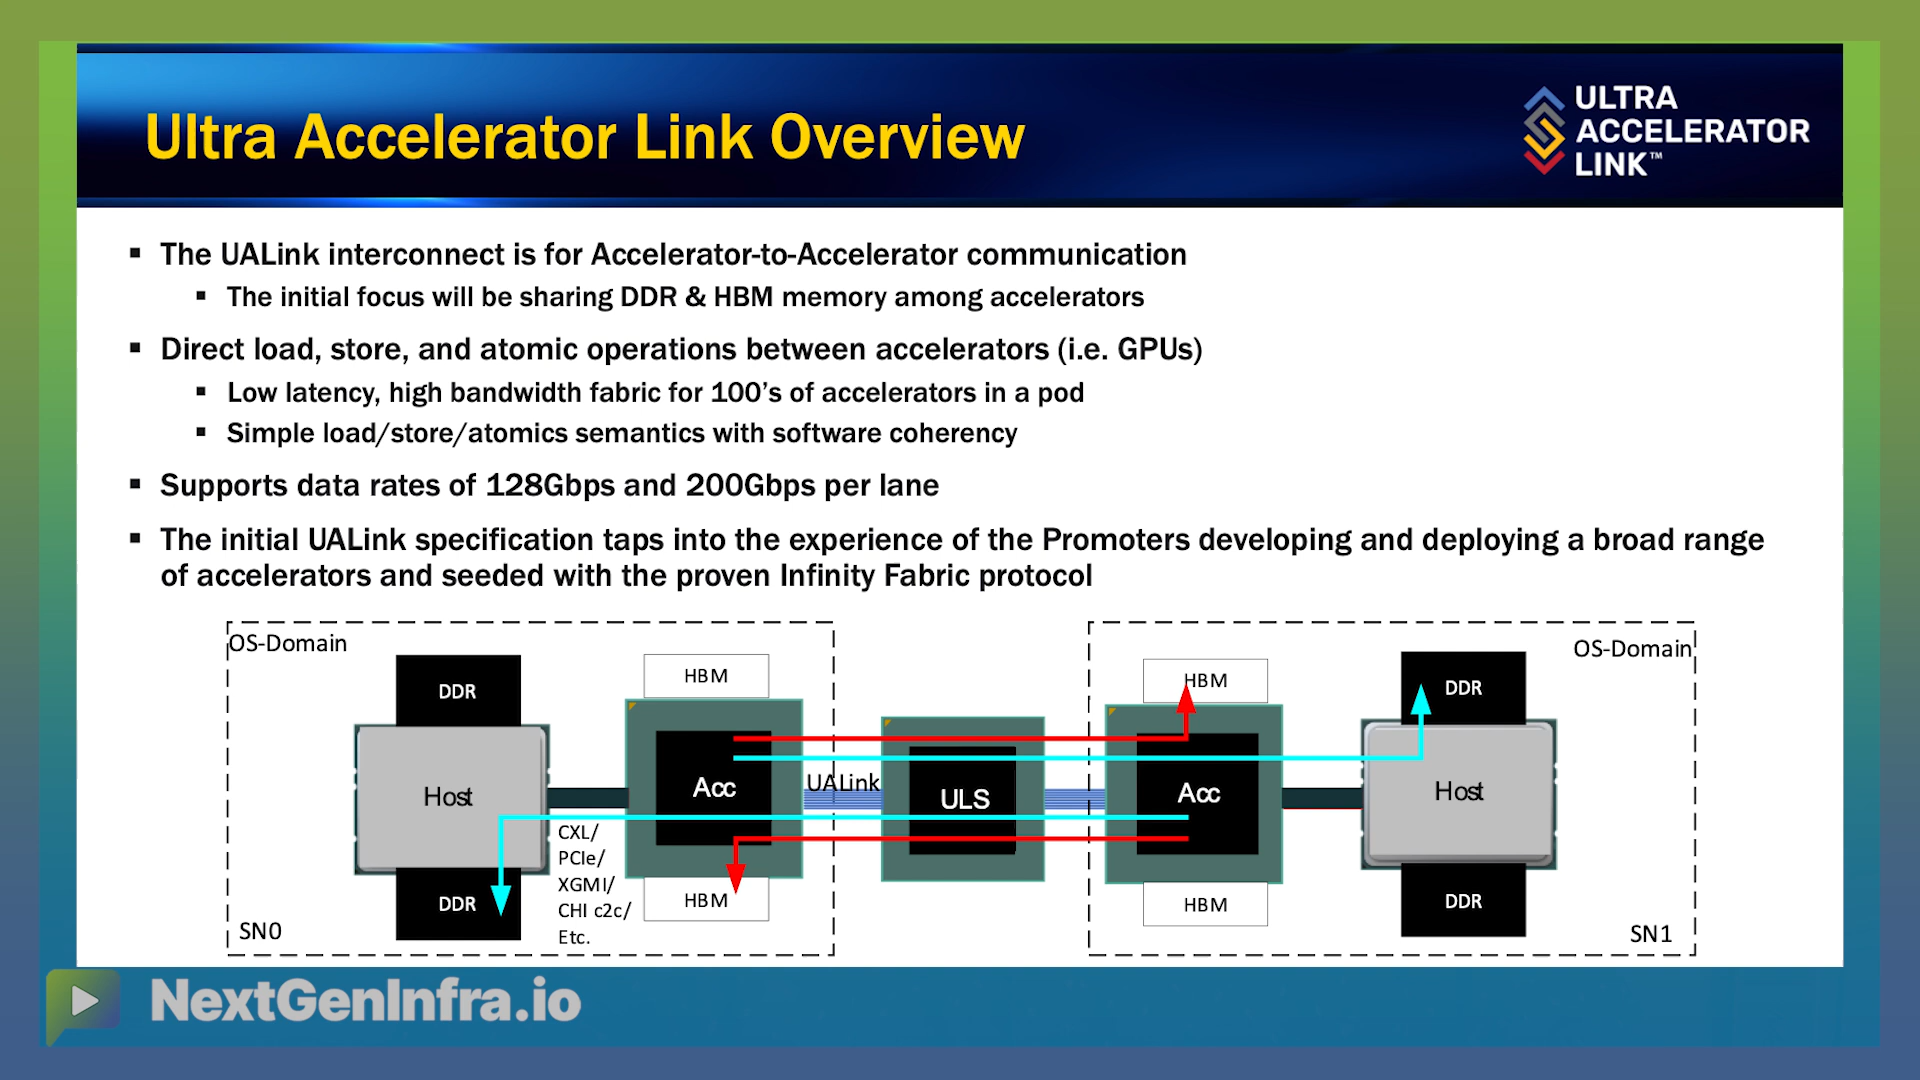 Ultra Accelerator Link Overview
ULTRA
ACCELERATOR
LINK™
▪ The UALink interconnect is for Accelerator-to-Accelerator communication
▪ The initial focus will be sharing DDR & HBM memory among accelerators
▪ Direct load, store, and atomic operations between accelerators (i.e. GPUs)
▪ Low latency, high bandwidth fabric for 100’s of accelerators in a pod
▪ Simple load/store/atomics semantics with software coherency
▪ Supports data rates of 128Gbps and 200Gbps per lane
▪ The initial UALink specification taps into the experience of the Promoters developing and deploying a broad range
of accelerators and seeded with the proven Infinity Fabric protocol
OS-Domain
DDR
HBM
Host
Acc
CXL/
PCIe/
XGMI/
CHI c2c/
Etc.
DDR
HBM
SN0
UALink
ULS
OS-Domain
HBM
DDR
Acc
Host
HBM
DDR
SN1
NextGenInfra.io